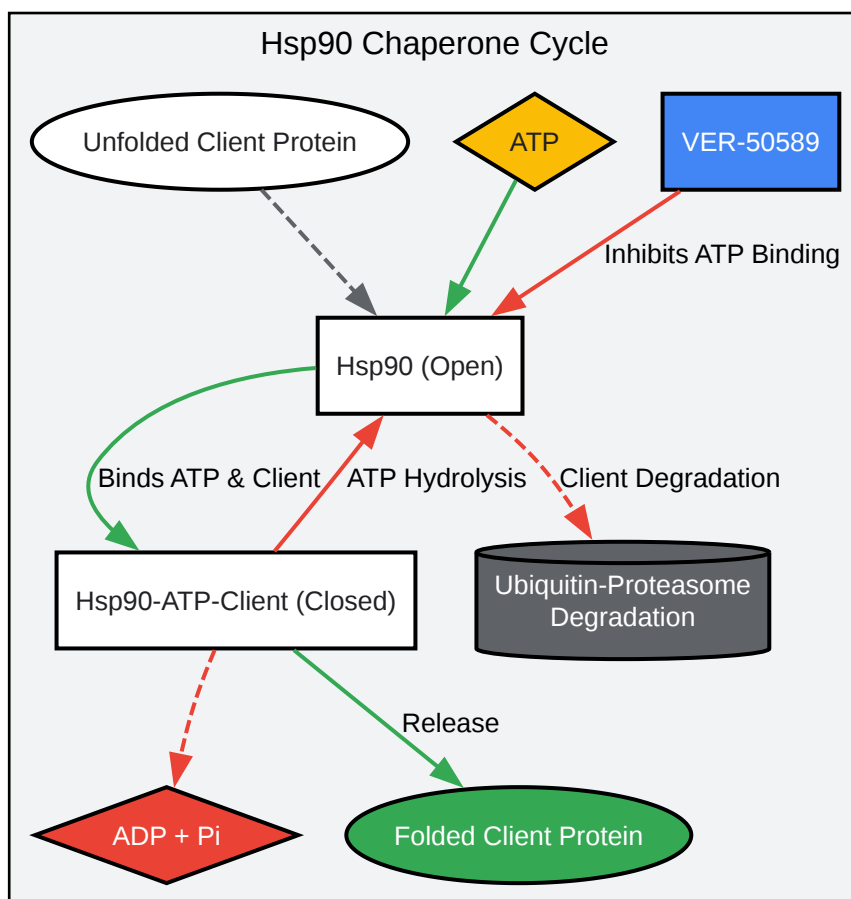 Hsp90 Chaperone Cycle
Unfolded Client Protein
ATP
VER-50589
Inhibits ATP Binding
Hsp90 (Open)
Binds ATP & Client
ATP Hydrolysis
Client Degradation
Hsp90-ATP-Client (Closed)
Ubiquitin-Proteasome
Degradation
Release
ADP + Pi
Folded Client Protein